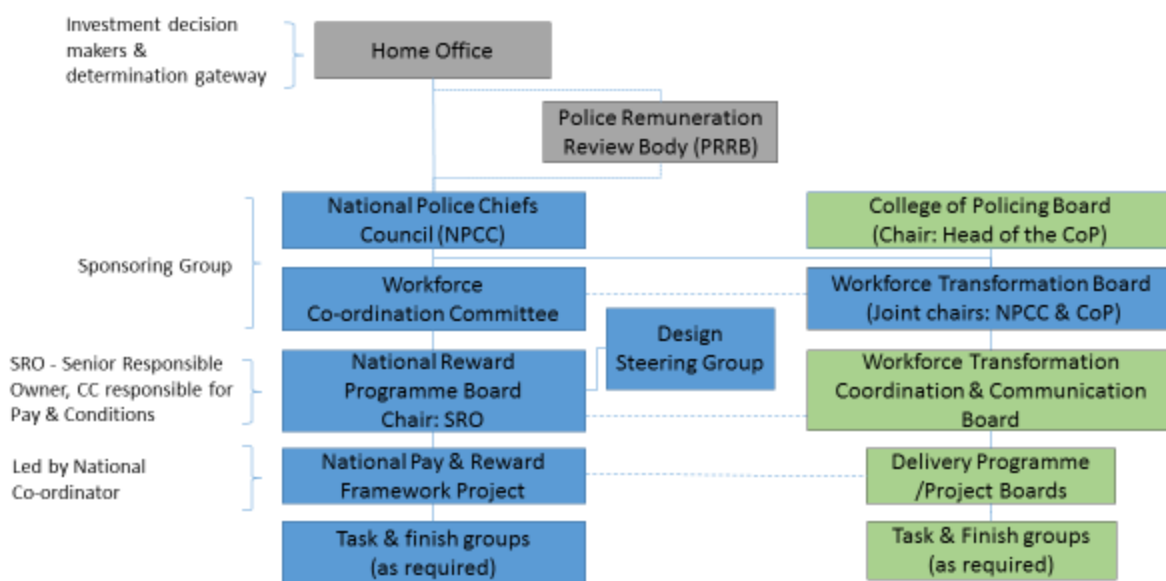 Investment decision
makers &
determination gateway
Home Office
Police Remuneration
Review Body (PRRB)
National Police Chiefs
Council (NPCC)
College of Policing Board
(Chair: Head of the CoP)
Sponsoring Group
Workforce
Co-ordination Committee
Workforce Transformation Board
(Joint chairs: NPCC & CoP)
Design
Steering Group
SRO - Senior Responsible
Owner, CC responsible for
Pay & Conditions
National Reward
Programme Board
Chair: SRO
Workforce Transformation
Coordination & Communication
Board
Led by National
Co-ordinator
National Pay & Reward
Framework Project
Delivery Programme
/Project Boards
Task & finish groups
(as required)
Task & Finish groups
(as required)